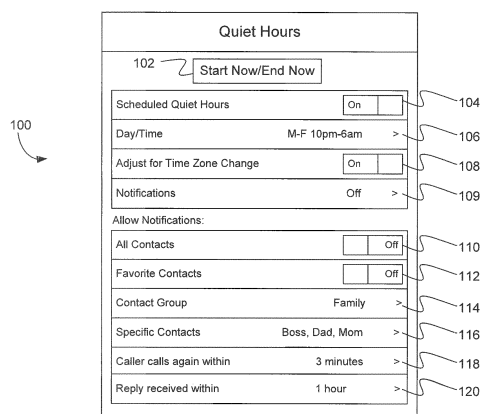 Quiet Hours
102 Start Now/End Now
Scheduled Quiet Hours On 104
100
Day/Time M-F 10pm-6am > 106
Adjust for Time Zone Change On 108
Notifications Off > 109
Allow Notifications:
All Contacts Off 110
Favorite Contacts Off 112
Contact Group Family > 114
Specific Contacts Boss, Dad, Mom > 116
Caller calls again within 3 minutes > 118
Reply received within 1 hour > 120